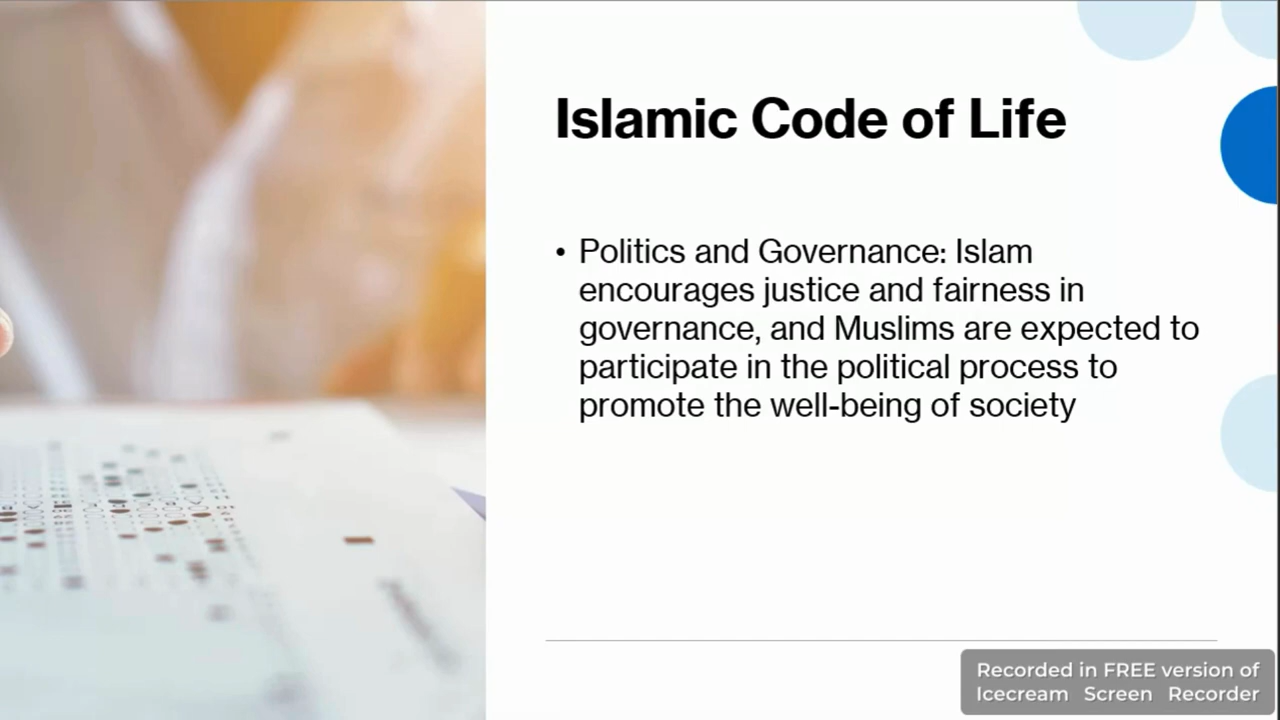 Islamic Code of Life
• Politics and Governance: Islam
encourages justice and fairness in
governance, and Muslims are expected to
participate in the political process to
promote the well-being of society
Recorded in FREE version of
Icecream Screen Recorder